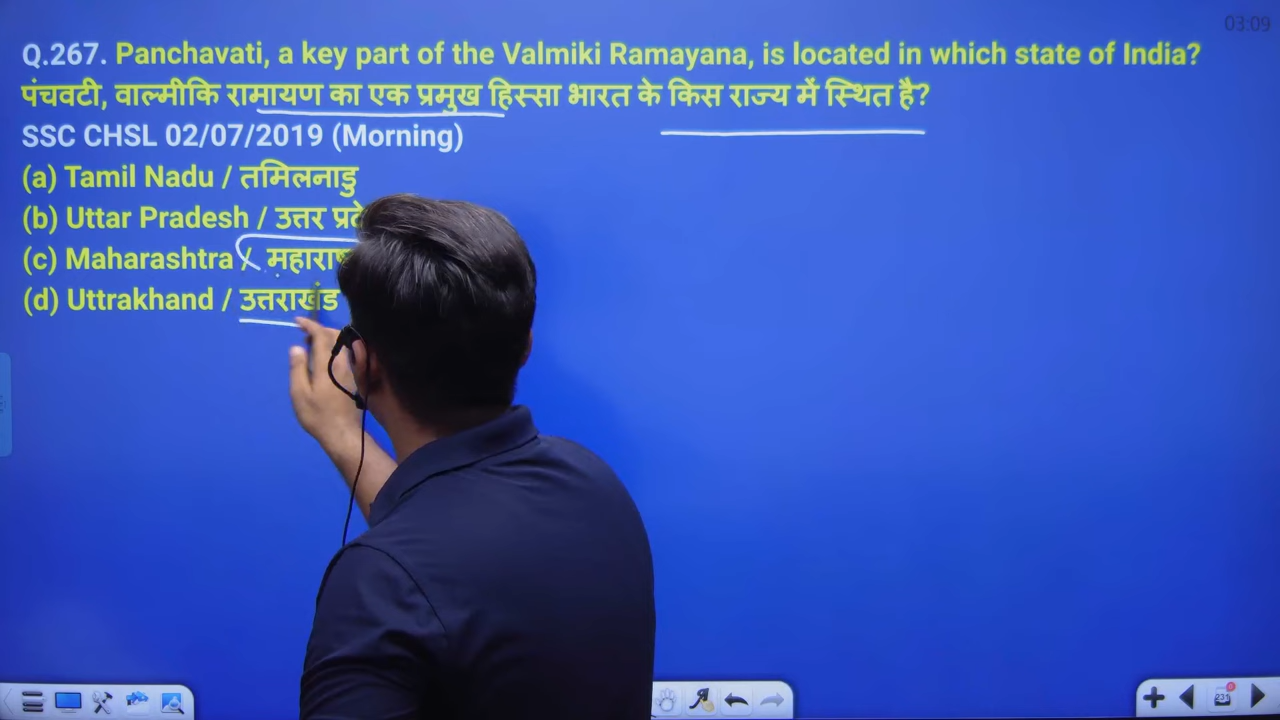 03:09
Q.267. Panchavati, a key part of the Valmiki Ramayana, is located in which state of India?
पंचवटी, वाल्मीकि रामायण का एक प्रमुख हिस्सा भारत के किस राज्य में स्थित है?
SSC CHSL 02/07/2019 (Morning)
(a) Tamil Nadu / तमिलनाडु
(b) Uttar Pradesh / उत्तर
(c) Maharashtra /
(d) Uttrakhand / उत्तराखंड